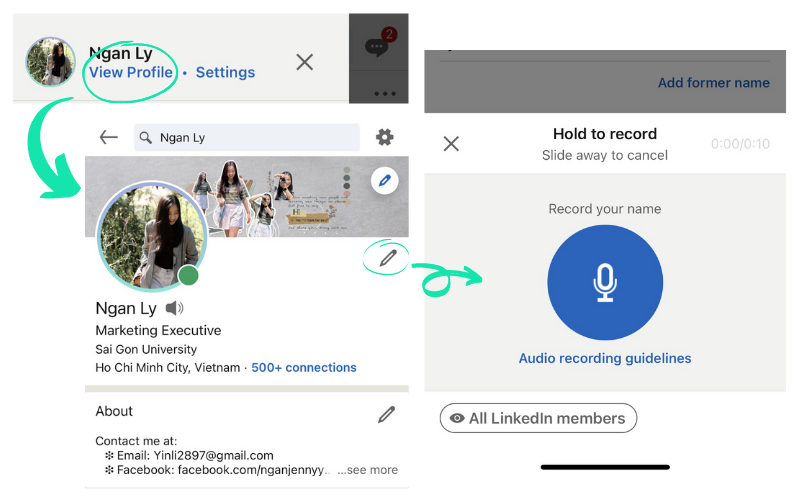 Ngan Ly
View Profile • Settings
2
Ngan Ly
Hi
Ngan Ly
Marketing Executive
Sai Gon University
Ho Chi Minh City, Vietnam · 500+ connections
About
Contact me at:
❇ Email: Yinli2897@gmail.com
❇ Facebook: facebook.com/nganjennyy... ...see more
Add former name
Hold to record
0:00/0:10
Slide away to cancel
Record your name
Audio recording guidelines
All LinkedIn members